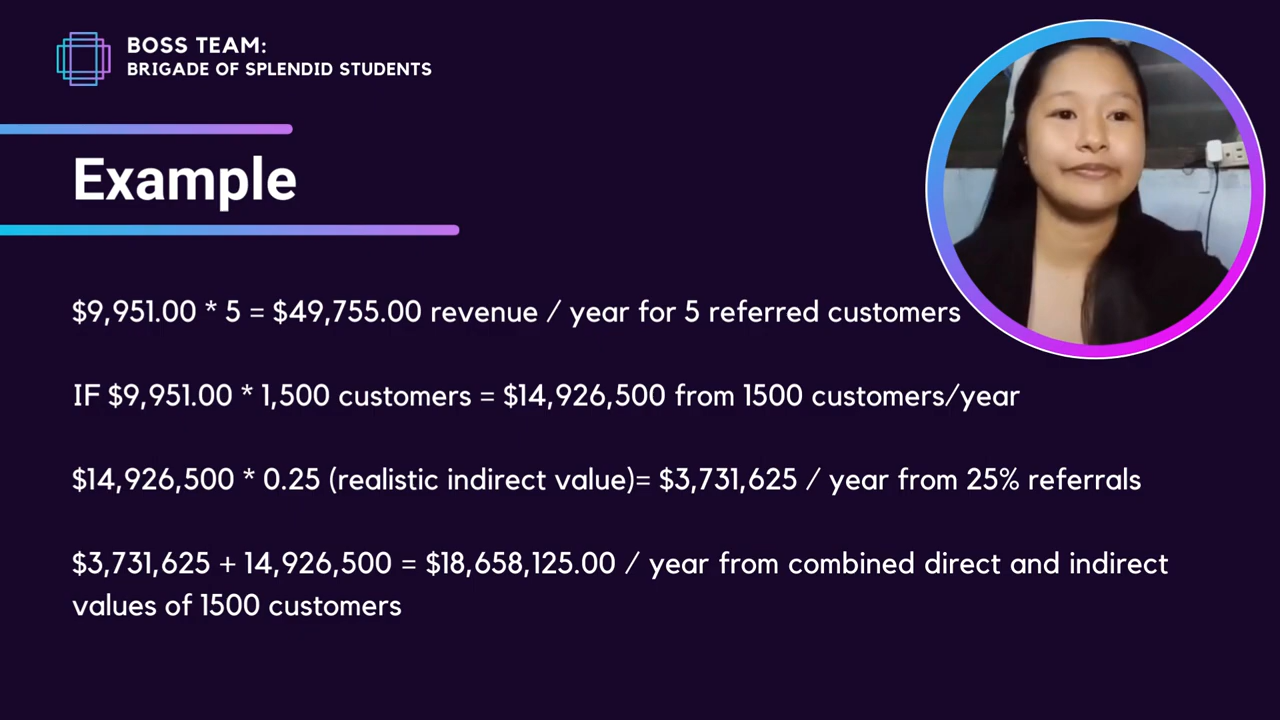 BOSS TEAM:
BRIGADE OF SPLENDID STUDENTS
Example
$9,951.00 * 5 = $49,755.00 revenue / year for 5 referred customers
IF $9,951.00 * 1,500 customers = $14,926,500 from 1500 customers/year
$14,926,500 * 0.25 (realistic indirect value)= $3,731,625 / year from 25% referrals
$3,731,625 + 14,926,500 = $18,658,125.00 / year from combined direct and indirect
values of 1500 customers